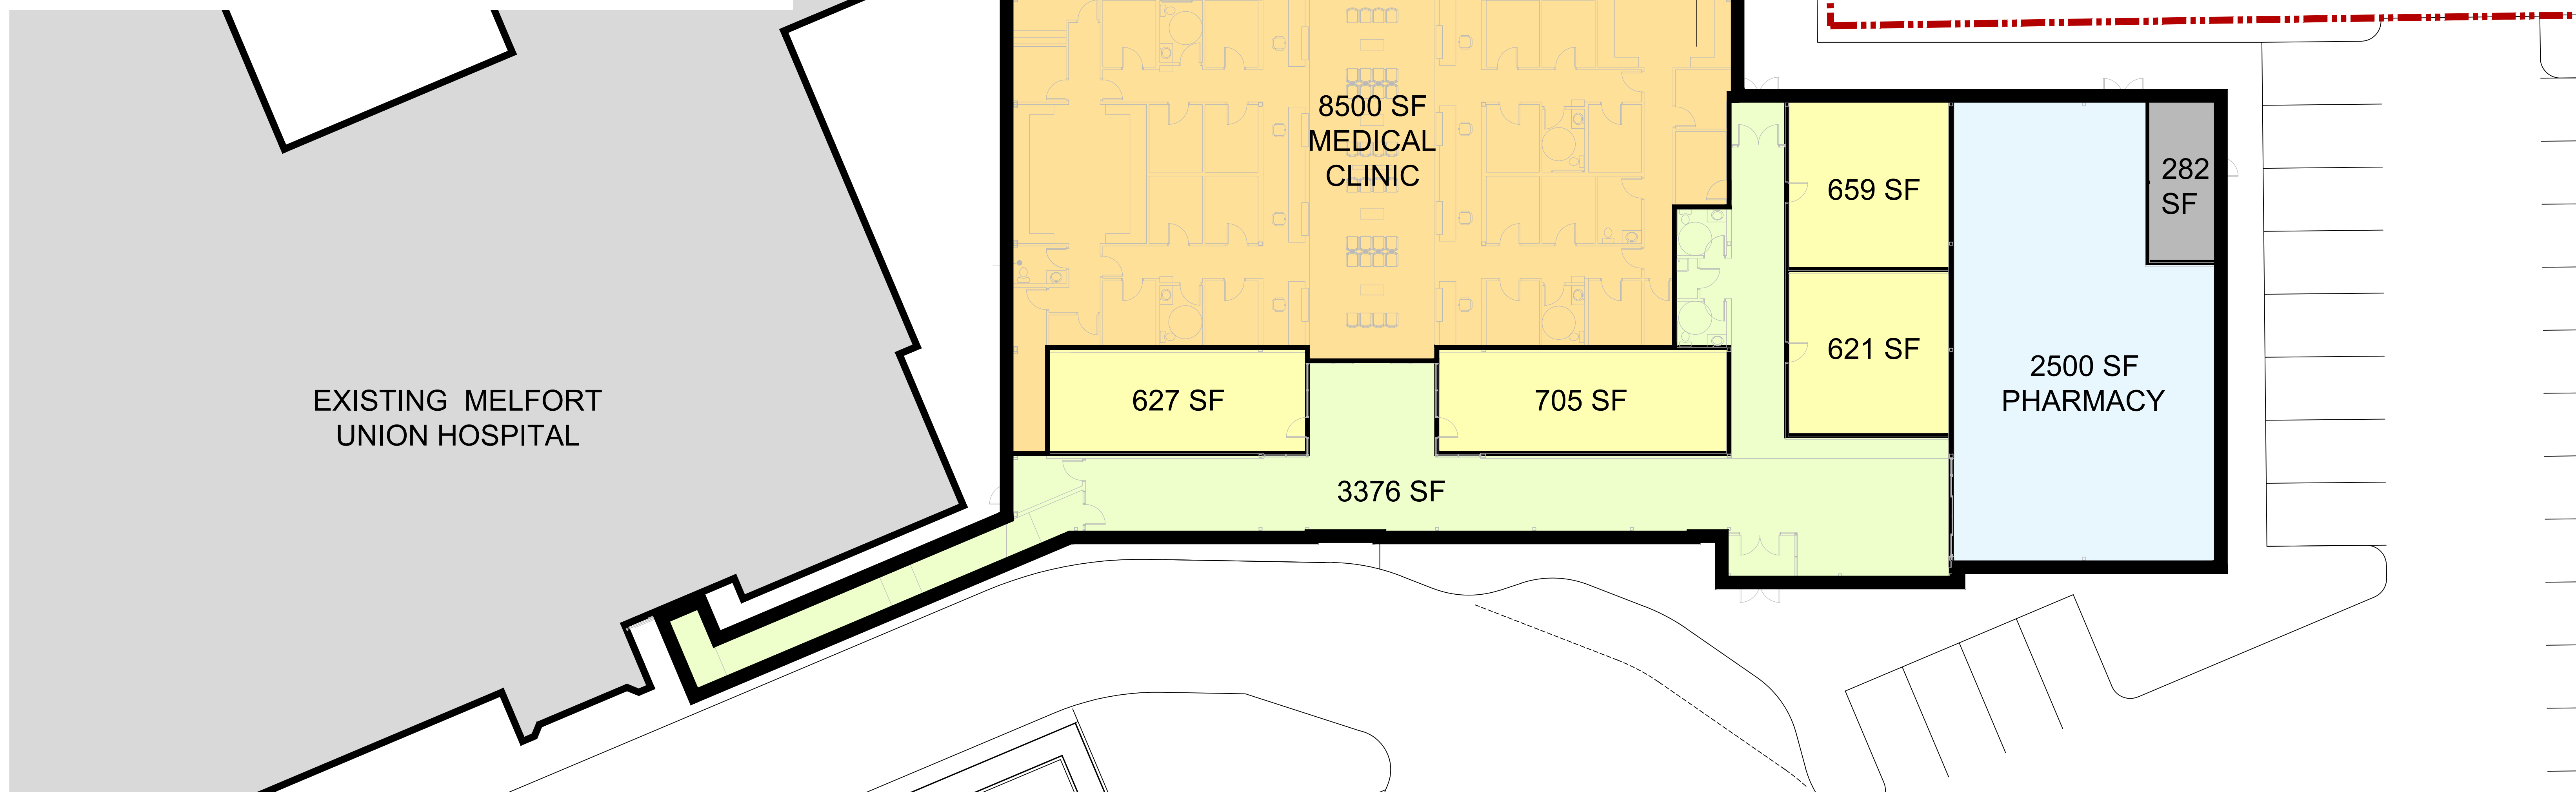 8500 SF
MEDICAL
CLINIC
282
SF
659 SF
621 SF
2500 SF
PHARMACY
627 SF
705 SF
EXISTING MELFORT
UNION HOSPITAL
3376 SF